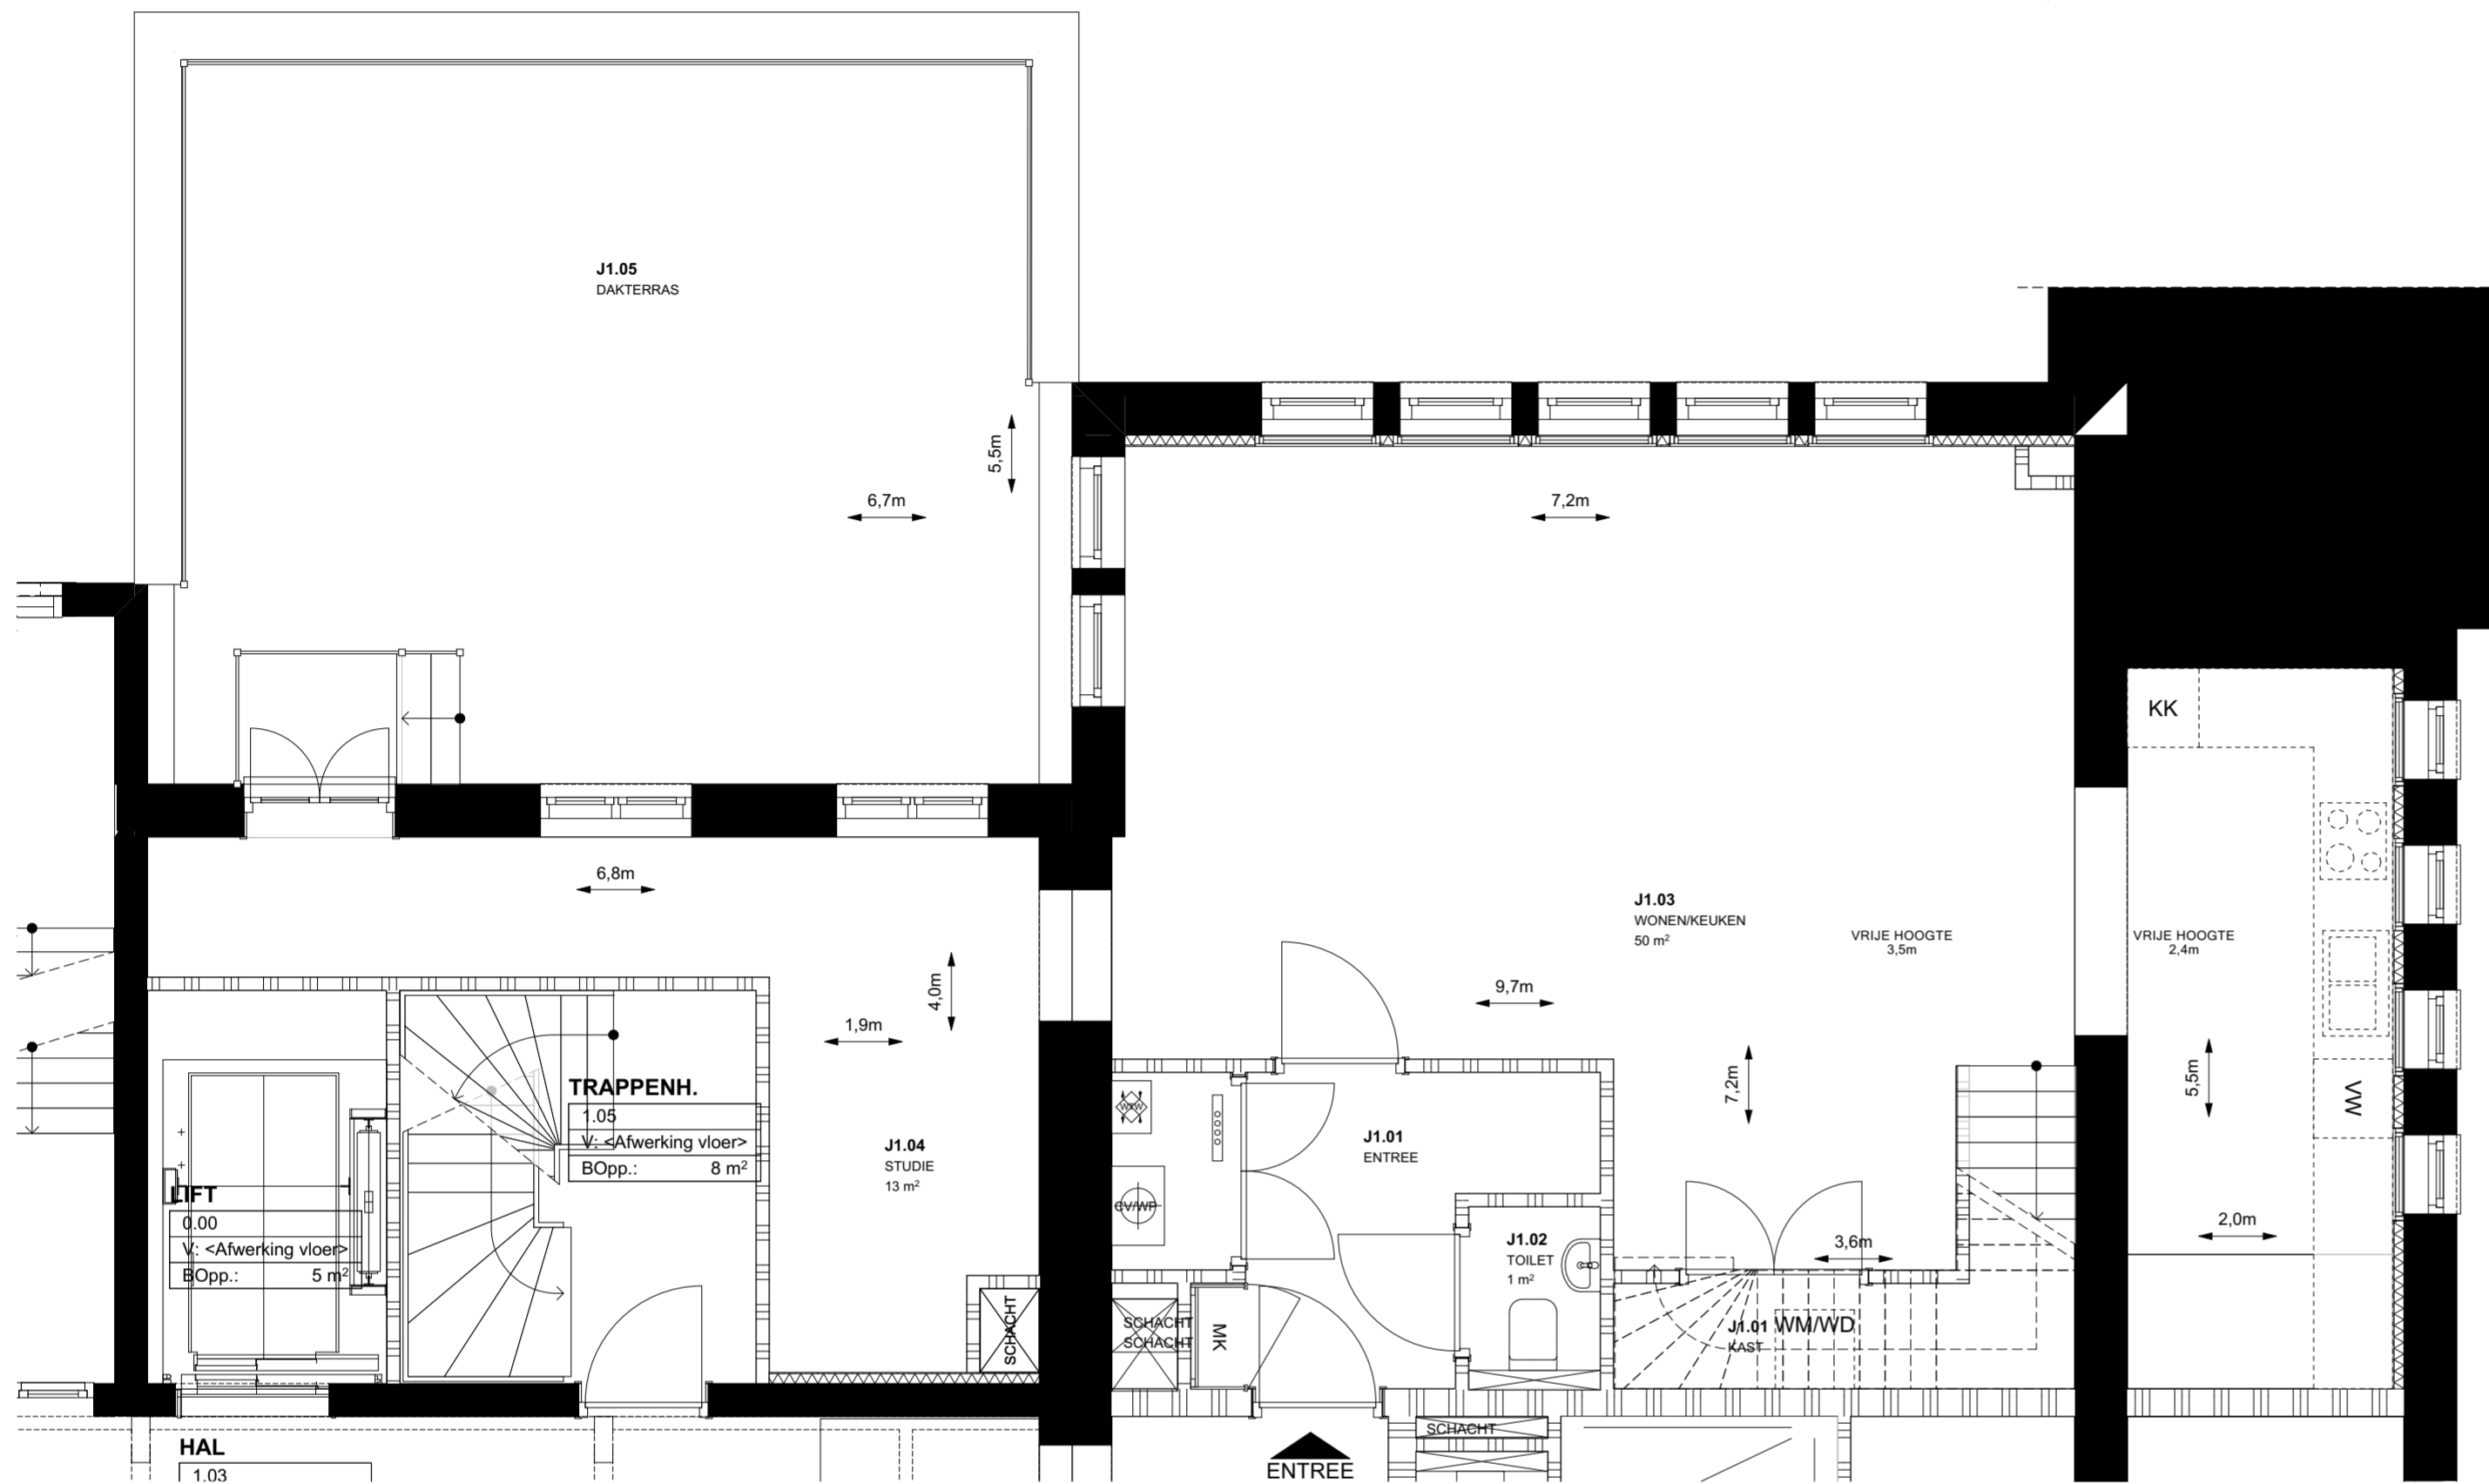 J1.05
DAKTERRAS
5,5m
6,7m
7,2m
KK
6,8m
J1.03
WONEN/KEUKEN
50 m²
VRIJE HOOGTE
3,5m
VRIJE HOOGTE
2,4m
4,0m
9,7m
1,9m
7,2m
5,5m
VW
TRAPPENH.
1.05
V: <Afwerking vloer>
BOpp.: 8 m²
J1.04
STUDIE
13 m²
J1.01
ENTREE
CV/WP
LIFT
0.00
V: <Afwerking vloer>
BOpp.: 5 m²
J1.02
TOILET
1 m²
3,6m
2,0m
SCHACHT
SCHACHT
SCHACHT
MK
J1.01 WM/WD
KAST
SCHACHT
HAL
1.03
ENTREE